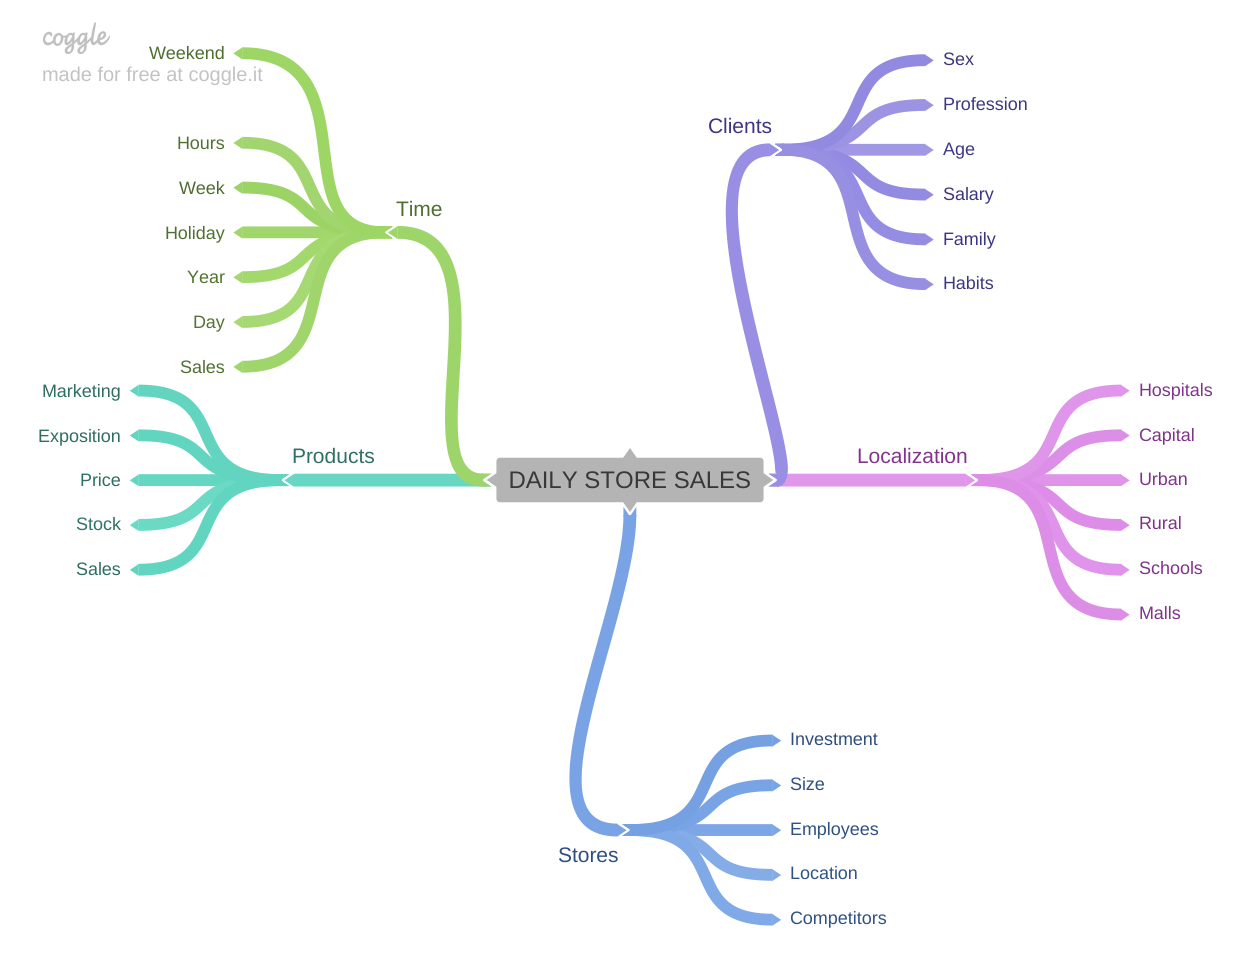 coggle
made for free at coggle.it
Weekend
Hours
Week
Holiday
Year
Day
Sales
Time
Marketing
Exposition
Price
Stock
Sales
Products
DAILY STORE SALES
Clients
Sex
Profession
Age
Salary
Family
Habits
Localization
Hospitals
Capital
Urban
Rural
Schools
Malls
Stores
Investment
Size
Employees
Location
Competitors